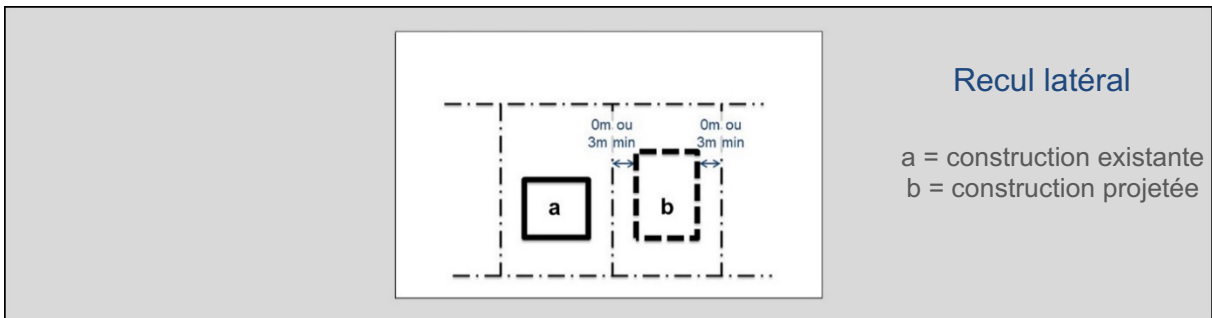 0m ou
3m min
0m ou
3m min
a
b
Recul latéral
a = construction existante
b = construction projetée